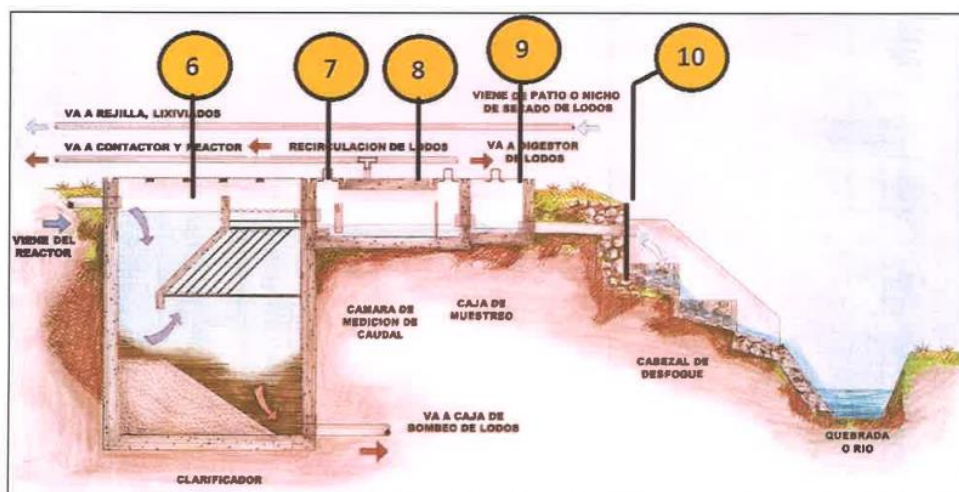 6
7
8
9
10
VIENE DE PATIO O NICHO
DE SECADO DE LODOS
VA A REJILLA, LIXIVIADOS
VA A CONTACTOR Y REACTOR
RECIRCULACION DE LODOS
VA A DIGESTOR
DE LODOS
VIENE DEL
REACTOR
CAMARA DE
MEDICION DE
CAUDAL
CAJA DE
MUESTREO
CABEZAL DE
DESFOGUE
VA A CAJA DE
BOMBEO DE LODOS
QUEBRADA
O RIO
CLARIFICADOR